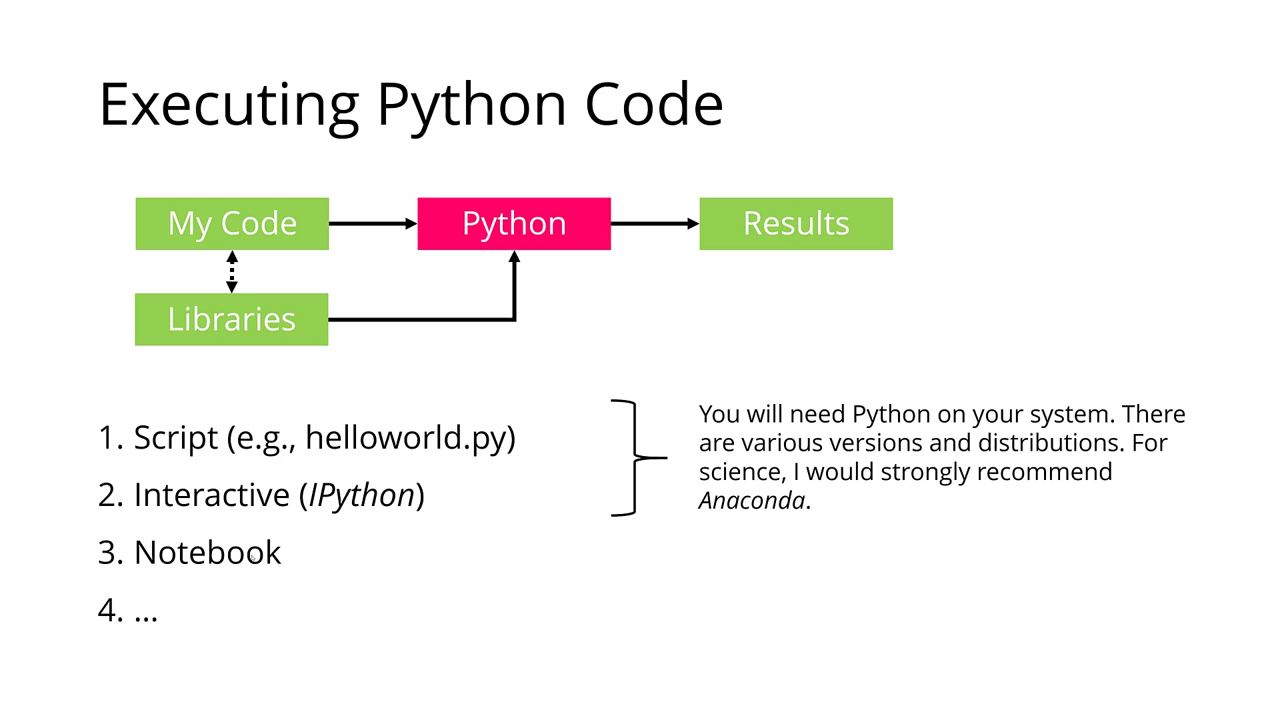 Executing Python Code
My Code
Python
Results
Libraries
1. Script (e.g., helloworld.py)
2. Interactive (IPython)
3. Notebook
4. ...
You will need Python on your system. There
are various versions and distributions. For
science, I would strongly recommend
Anaconda.